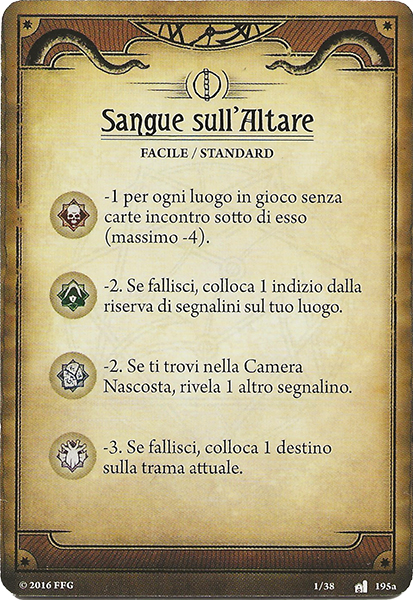 Sangue sull'Altare
FACILE / STANDARD
-1 per ogni luogo in gioco senza
carte incontro sotto di esso
(massimo -4).
-2. Se fallisci, colloca 1 indizio dalla
riserva di segnalini sul tuo luogo.
-2. Se ti trovi nella Camera
Nascosta, rivela 1 altro segnalino.
-3. Se fallisci, colloca 1 destino
sulla trama attuale.
© 2016 FFG
1/38
195a